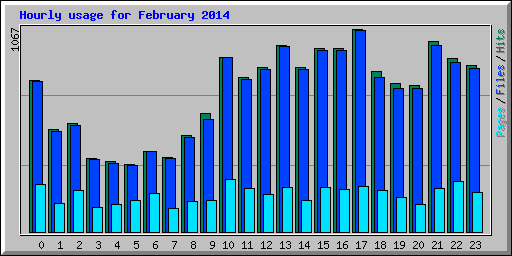 Hourly usage for February 2014
1067
Pages/Files/Hits
0 1 2 3 4 5 6 7 8 9 10 11 12 13 14 15 16 17 18 19 20 21 22 23